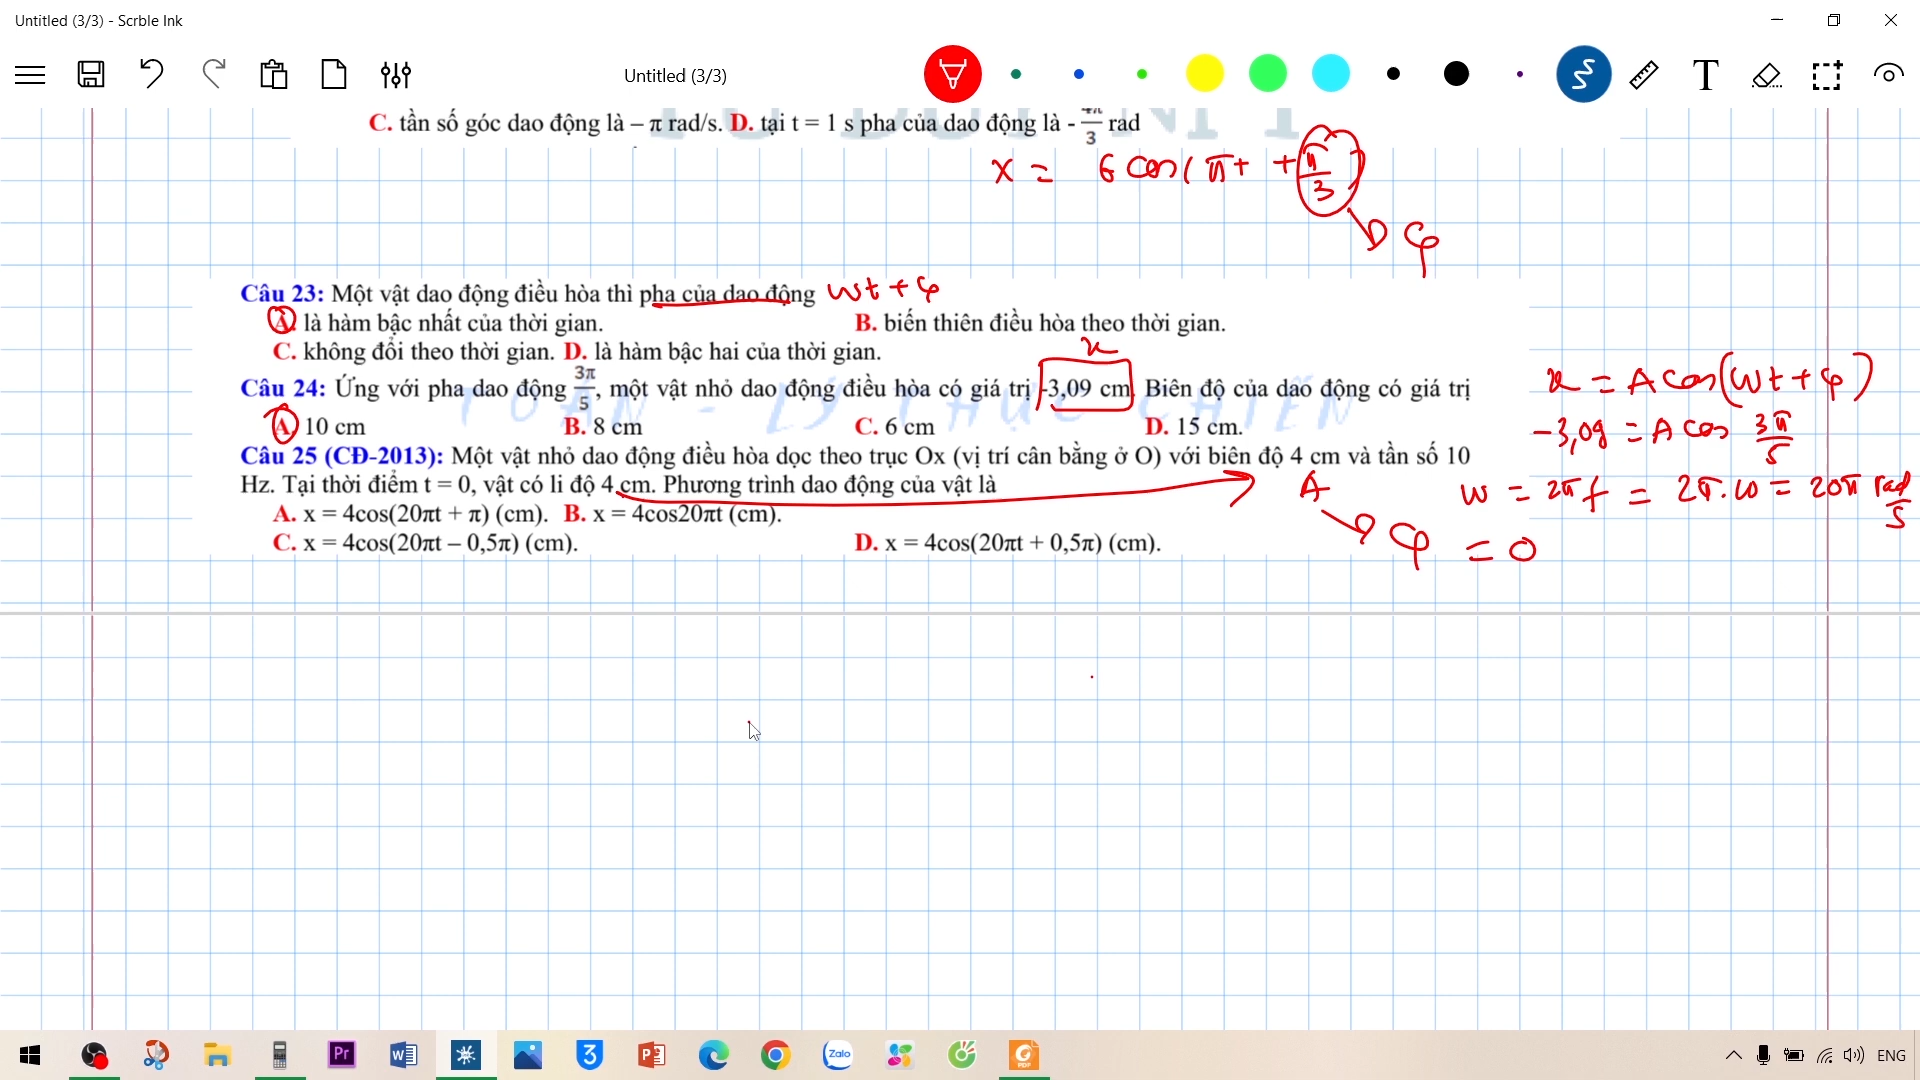 Untitled (3/3) - Scrble Ink
Untitled (3/3)
T
C. tần số góc dao động là – π rad/s. D. tại t = 1 s pha của dao động là - 4π/3 rad
x = 6 cos(πt + π/3)
φ
Câu 23: Một vật dao động điều hòa thì pha của dao động ωt + φ
A. là hàm bậc nhất của thời gian. B. biến thiên điều hòa theo thời gian.
C. không đổi theo thời gian. D. là hàm bậc hai của thời gian.
x
Câu 24: Ứng với pha dao động 3π/5, một vật nhỏ dao động điều hòa có giá trị -3,09 cm. Biên độ của dao động có giá trị
x = A cos(ωt + φ)
A. 10 cm B. 8 cm C. 6 cm D. 15 cm.
-3,09 = A cos 3π/5
TOÁN - LÝ THỰC CHIẾN
Câu 25 (CĐ-2013): Một vật nhỏ dao động điều hòa dọc theo trục Ox (vị trí cân bằng ở O) với biên độ 4 cm và tần số 10
Hz. Tại thời điểm t = 0, vật có li độ 4 cm. Phương trình dao động của vật là
A
ω = 2πf = 2π.10 = 20π rad/s
A. x = 4cos(20πt + π) (cm). B. x = 4cos20πt (cm).
C. x = 4cos(20πt – 0,5π) (cm). D. x = 4cos(20πt + 0,5π) (cm).
φ = 0
Pr
W
3
P
Zalo
PDF
ENG